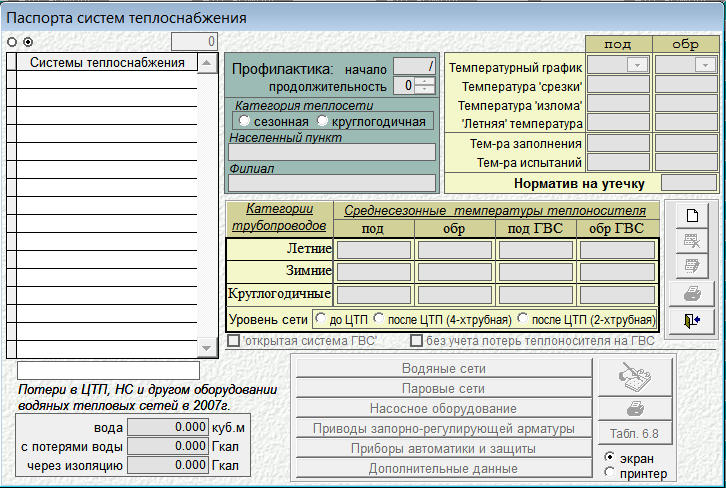 Паспорта систем теплоснабжения
0
Системы теплоснабжения
Профилактика: начало /
продолжительность 0
Категория теплосети
сезонная круглогодичная
Населенный пункт
Филиал
под обр
Температурный график
Температура 'срезки'
Температура 'излома'
'Летняя' температура
Тем-ра заполнения
Тем-ра испытаний
Норматив на утечку
Категории трубопроводов
Среднесезонные температуры теплоносителя
под обр под ГВС обр ГВС
Летние
Зимние
Круглогодичные
Уровень сети до ЦТП после ЦТП (4-хтрубная) после ЦТП (2-хтрубная)
'открытая система ГВС' без учета потерь теплоносителя на ГВС
Потери в ЦТП, НС и другом оборудовании
водяных тепловых сетей в 2007г.
вода 0.000 куб.м
с потерями воды 0.000 Гкал
через изоляцию 0.000 Гкал
Водяные сети
Паровые сети
Насосное оборудование
Приводы запорно-регулирующей арматуры
Приборы автоматики и защиты
Дополнительные данные
Табл. 6.8
экран
принтер